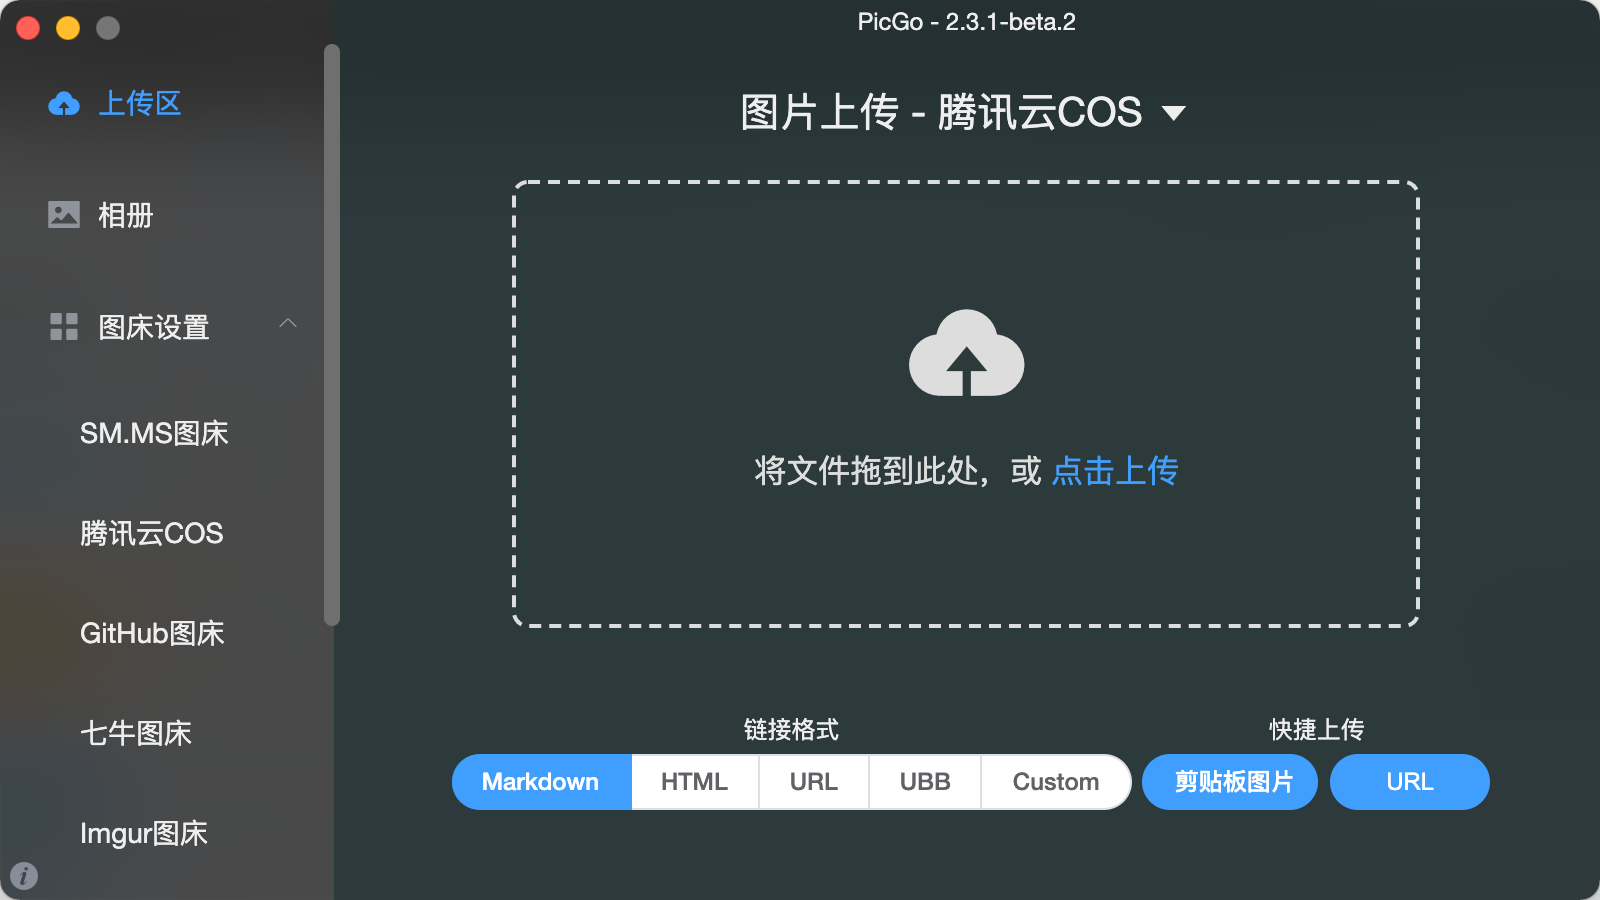 PicGo - 2.3.1-beta.2
上传区
相册
图床设置
SM.MS图床
腾讯云COS
GitHub图床
七牛图床
Imgur图床
图片上传 - 腾讯云COS
将文件拖到此处，或 点击上传
链接格式
Markdown HTML URL UBB Custom
快捷上传
剪贴板图片 URL